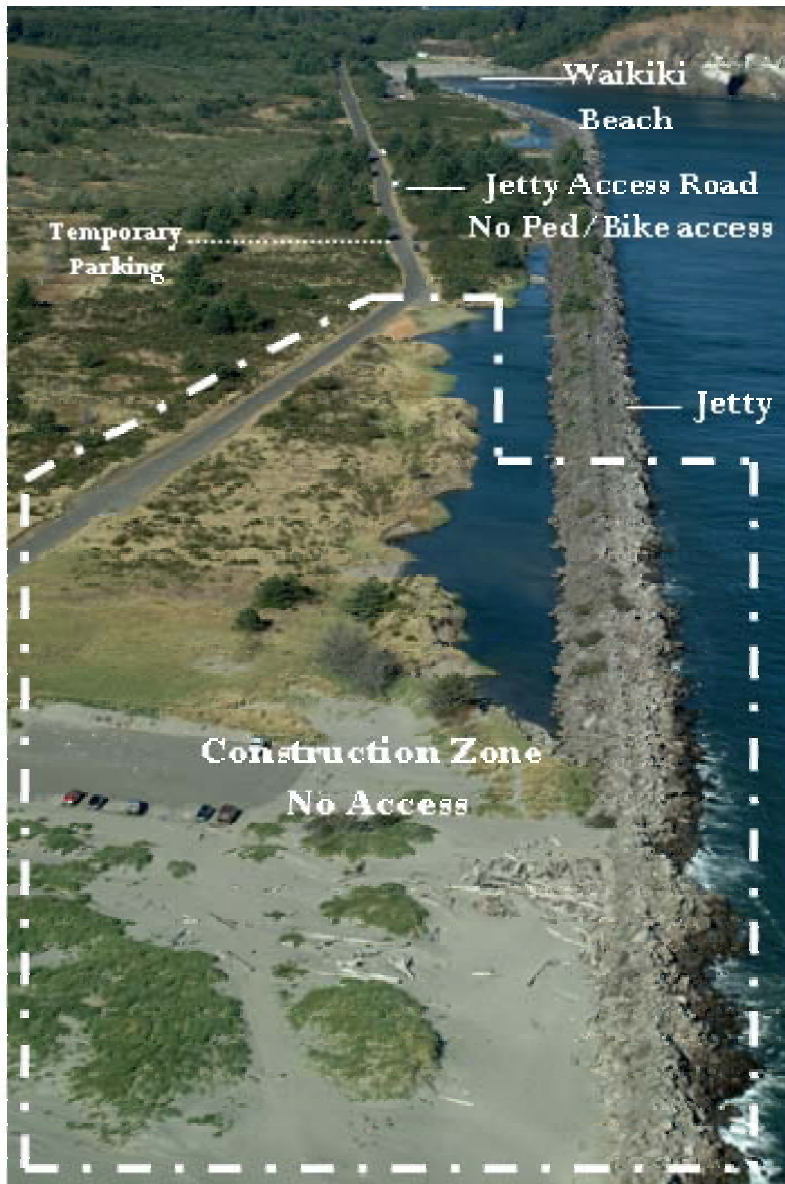 Waikiki
Beach
Jetty Access Road
No Ped/Bike access
Temporary
Parking
Jetty
Construction Zone
No Access